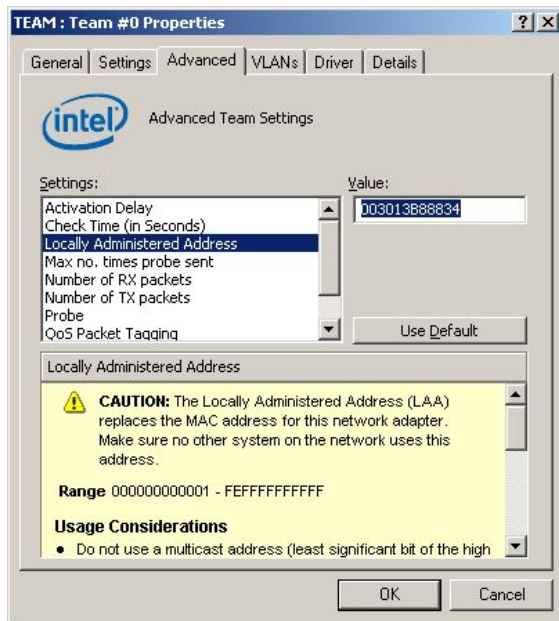 TEAM : Team #0 Properties
General Settings Advanced VLANs Driver Details
intel
Advanced Team Settings
Settings:
Value:
Activation Delay
Check Time (in Seconds)
Locally Administered Address
Max no. times probe sent
Number of RX packets
Number of TX packets
Probe
QoS Packet Tagging
003013B88834
Use Default
Locally Administered Address
CAUTION: The Locally Administered Address (LAA)
replaces the MAC address for this network adapter.
Make sure no other system on the network uses this
address.
Range 000000000001 - FEFFFFFFFFFF
Usage Considerations
• Do not use a multicast address (least significant bit of the high
OK Cancel